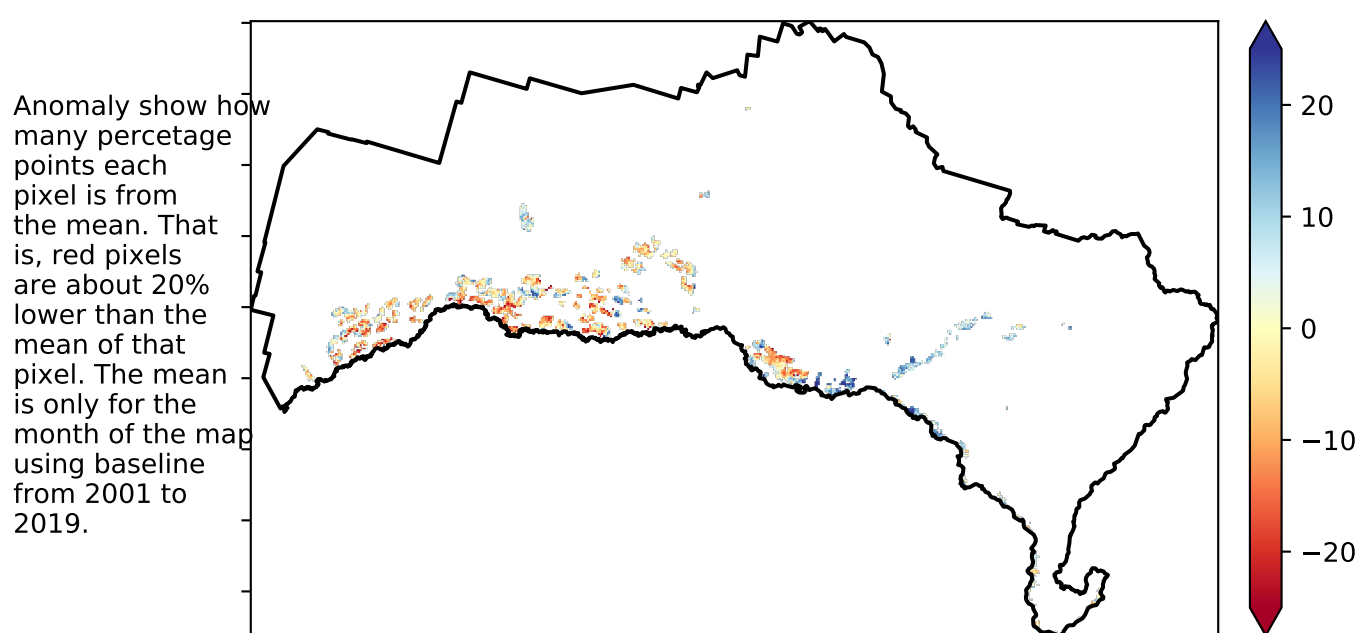 Anomaly show how
many percetage
points each
pixel is from
the mean. That
is, red pixels
are about 20%
lower than the
mean of that
pixel. The mean
is only for the
month of the map
using baseline
from 2001 to
2019.
20
10
0
−10
−20